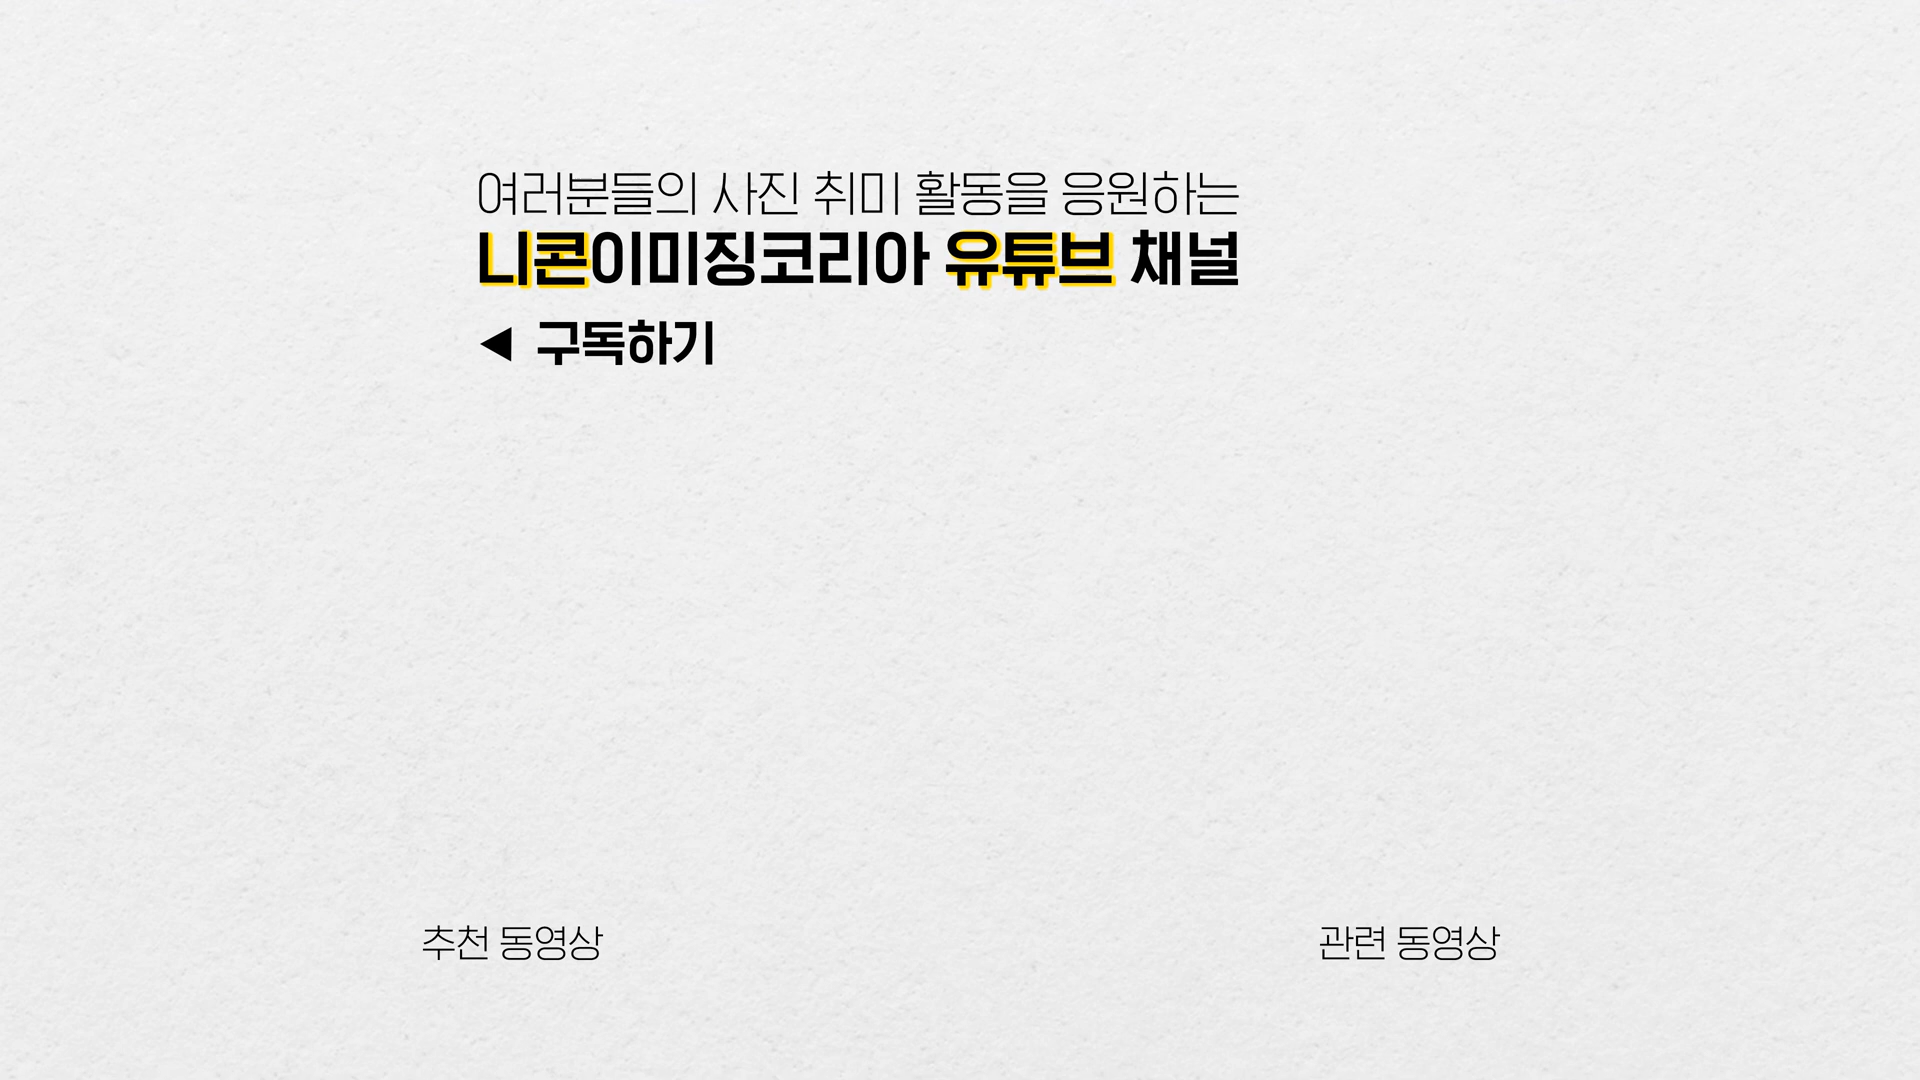 여러분들의 사진 취미 활동을 응원하는
니콘이미징코리아 유튜브 채널
◀ 구독하기
추천 동영상
관련 동영상